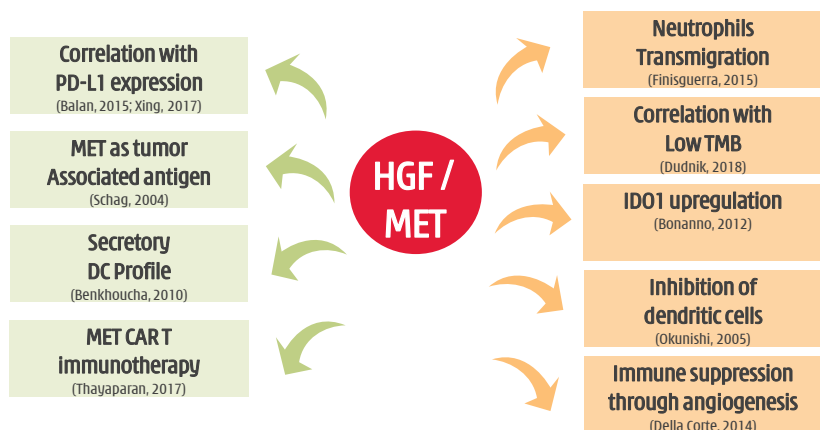 Correlation with
PD-L1 expression
(Balan, 2015; Xing, 2017)
MET as tumor
Associated antigen
(Schag, 2004)
Secretory
DC Profile
(Benkhoucha, 2010)
MET CAR T
immunotherapy
(Thayaparan, 2017)
HGF /
MET
Neutrophils
Transmigration
(Finisguerra, 2015)
Correlation with
Low TMB
(Dudnik, 2018)
IDO1 upregulation
(Bonanno, 2012)
Inhibition of
dendritic cells
(Okunishi, 2005)
Immune suppression
through angiogenesis
(Della Corte, 2014)